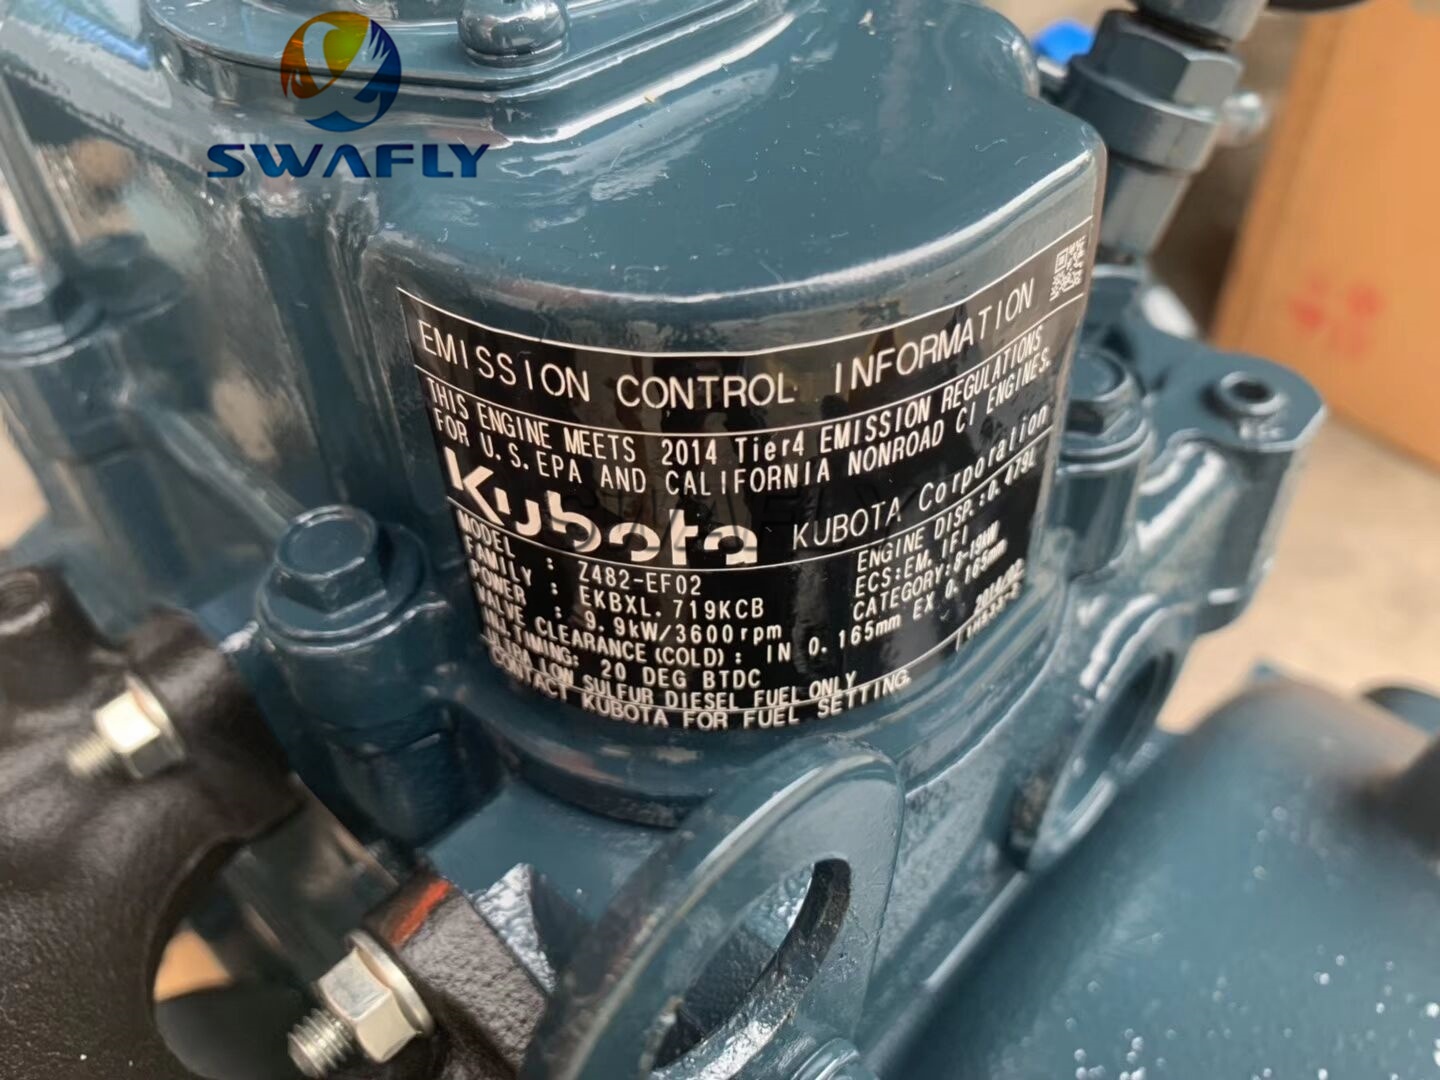 SWAFLY
EMISSION CONTROL INFORMATION
THIS ENGINE MEETS 2014 Tier4 EMISSION REGULATIONS
FOR U.S.EPA AND CALIFORNIA NONROAD CI ENGINES.
Kubota KUBOTA Corporation
MODEL : Z482-EF02 ENGINE DISP.:0.479L
FAMILY : EKBXL.719KCB ECS:EM, IFI
POWER : 9.9kW/3600rpm CATEGORY:0-19kW
VALVE CLEARANCE(COLD): IN 0.165mm EX 0.165mm
INJ.TIMING: 20 DEG BTDC
ULTRA LOW SULFUR DIESEL FUEL ONLY
CONTACT KUBOTA FOR FUEL SETTING.